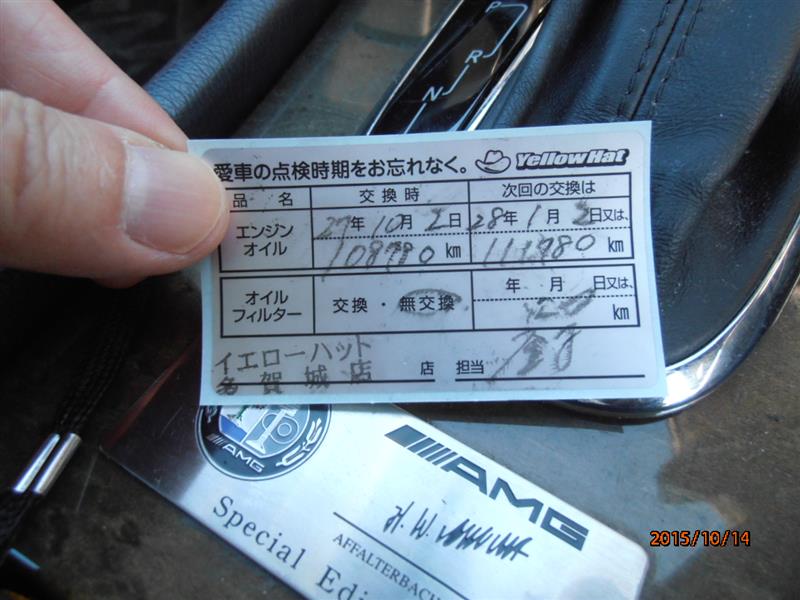 P
R
N
愛車の点検時期をお忘れなく。 YellowHat
品 名 交換時 次回の交換は
エンジンオイル 27年10月2日 28年1月2日又は、
108780 km 111780 km
オイルフィルター 交換・無交換 年 月 日又は、
km
イエローハット
多賀城店 店 担当
AMG
AMG
Special Edi
AFFALTERBACH
2015/10/14